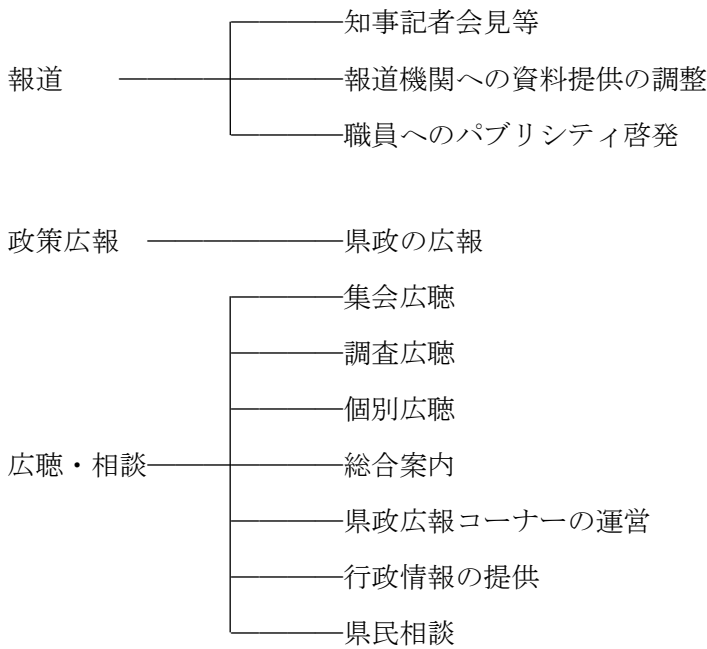 知事記者会見等
報道 報道機関への資料提供の調整
職員へのパブリシティ啓発
政策広報 県政の広報
集会広聴
調査広聴
個別広聴
広聴・相談 総合案内
県政広報コーナーの運営
行政情報の提供
県民相談